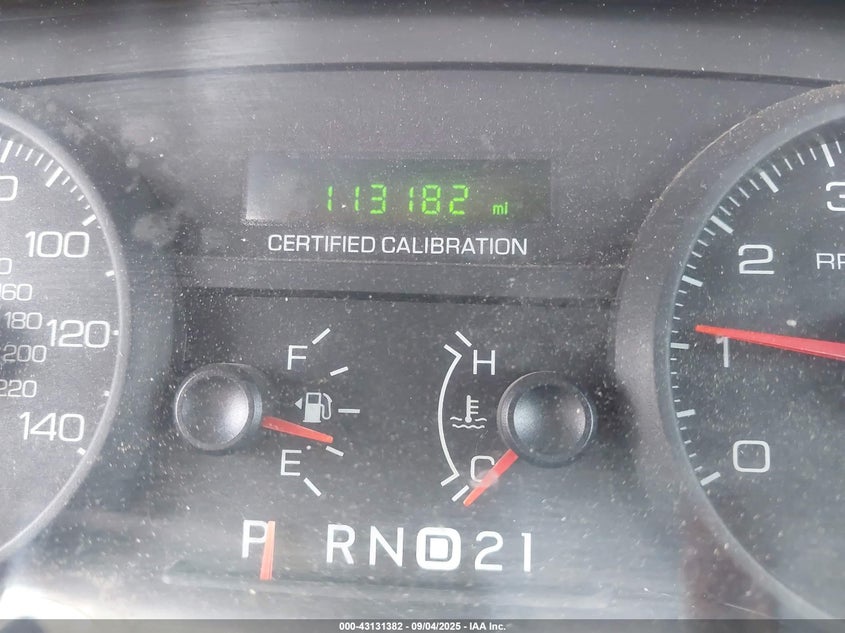 113182 mi
CERTIFIED CALIBRATION
100
160
180
120
200
220
140
F
E
H
C
3
2
1
0
P RND21
000-43131382 - 09/04/2025 - IAA Inc.